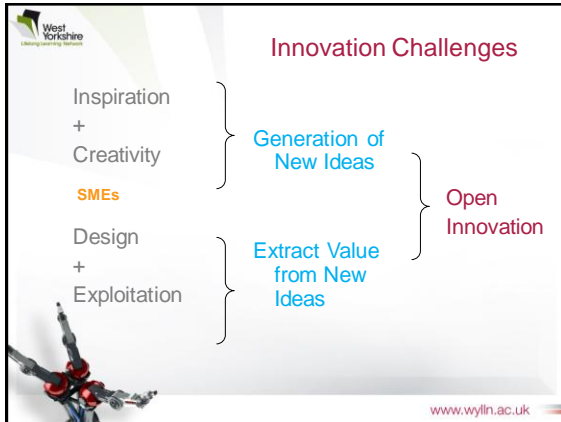 West
Yorkshire
Lifelong Learning Network
Innovation Challenges
Inspiration
+
Creativity
Generation of
New Ideas
SMEs
Open
Innovation
Design
+
Exploitation
Extract Value
from New
Ideas
www.wylln.ac.uk